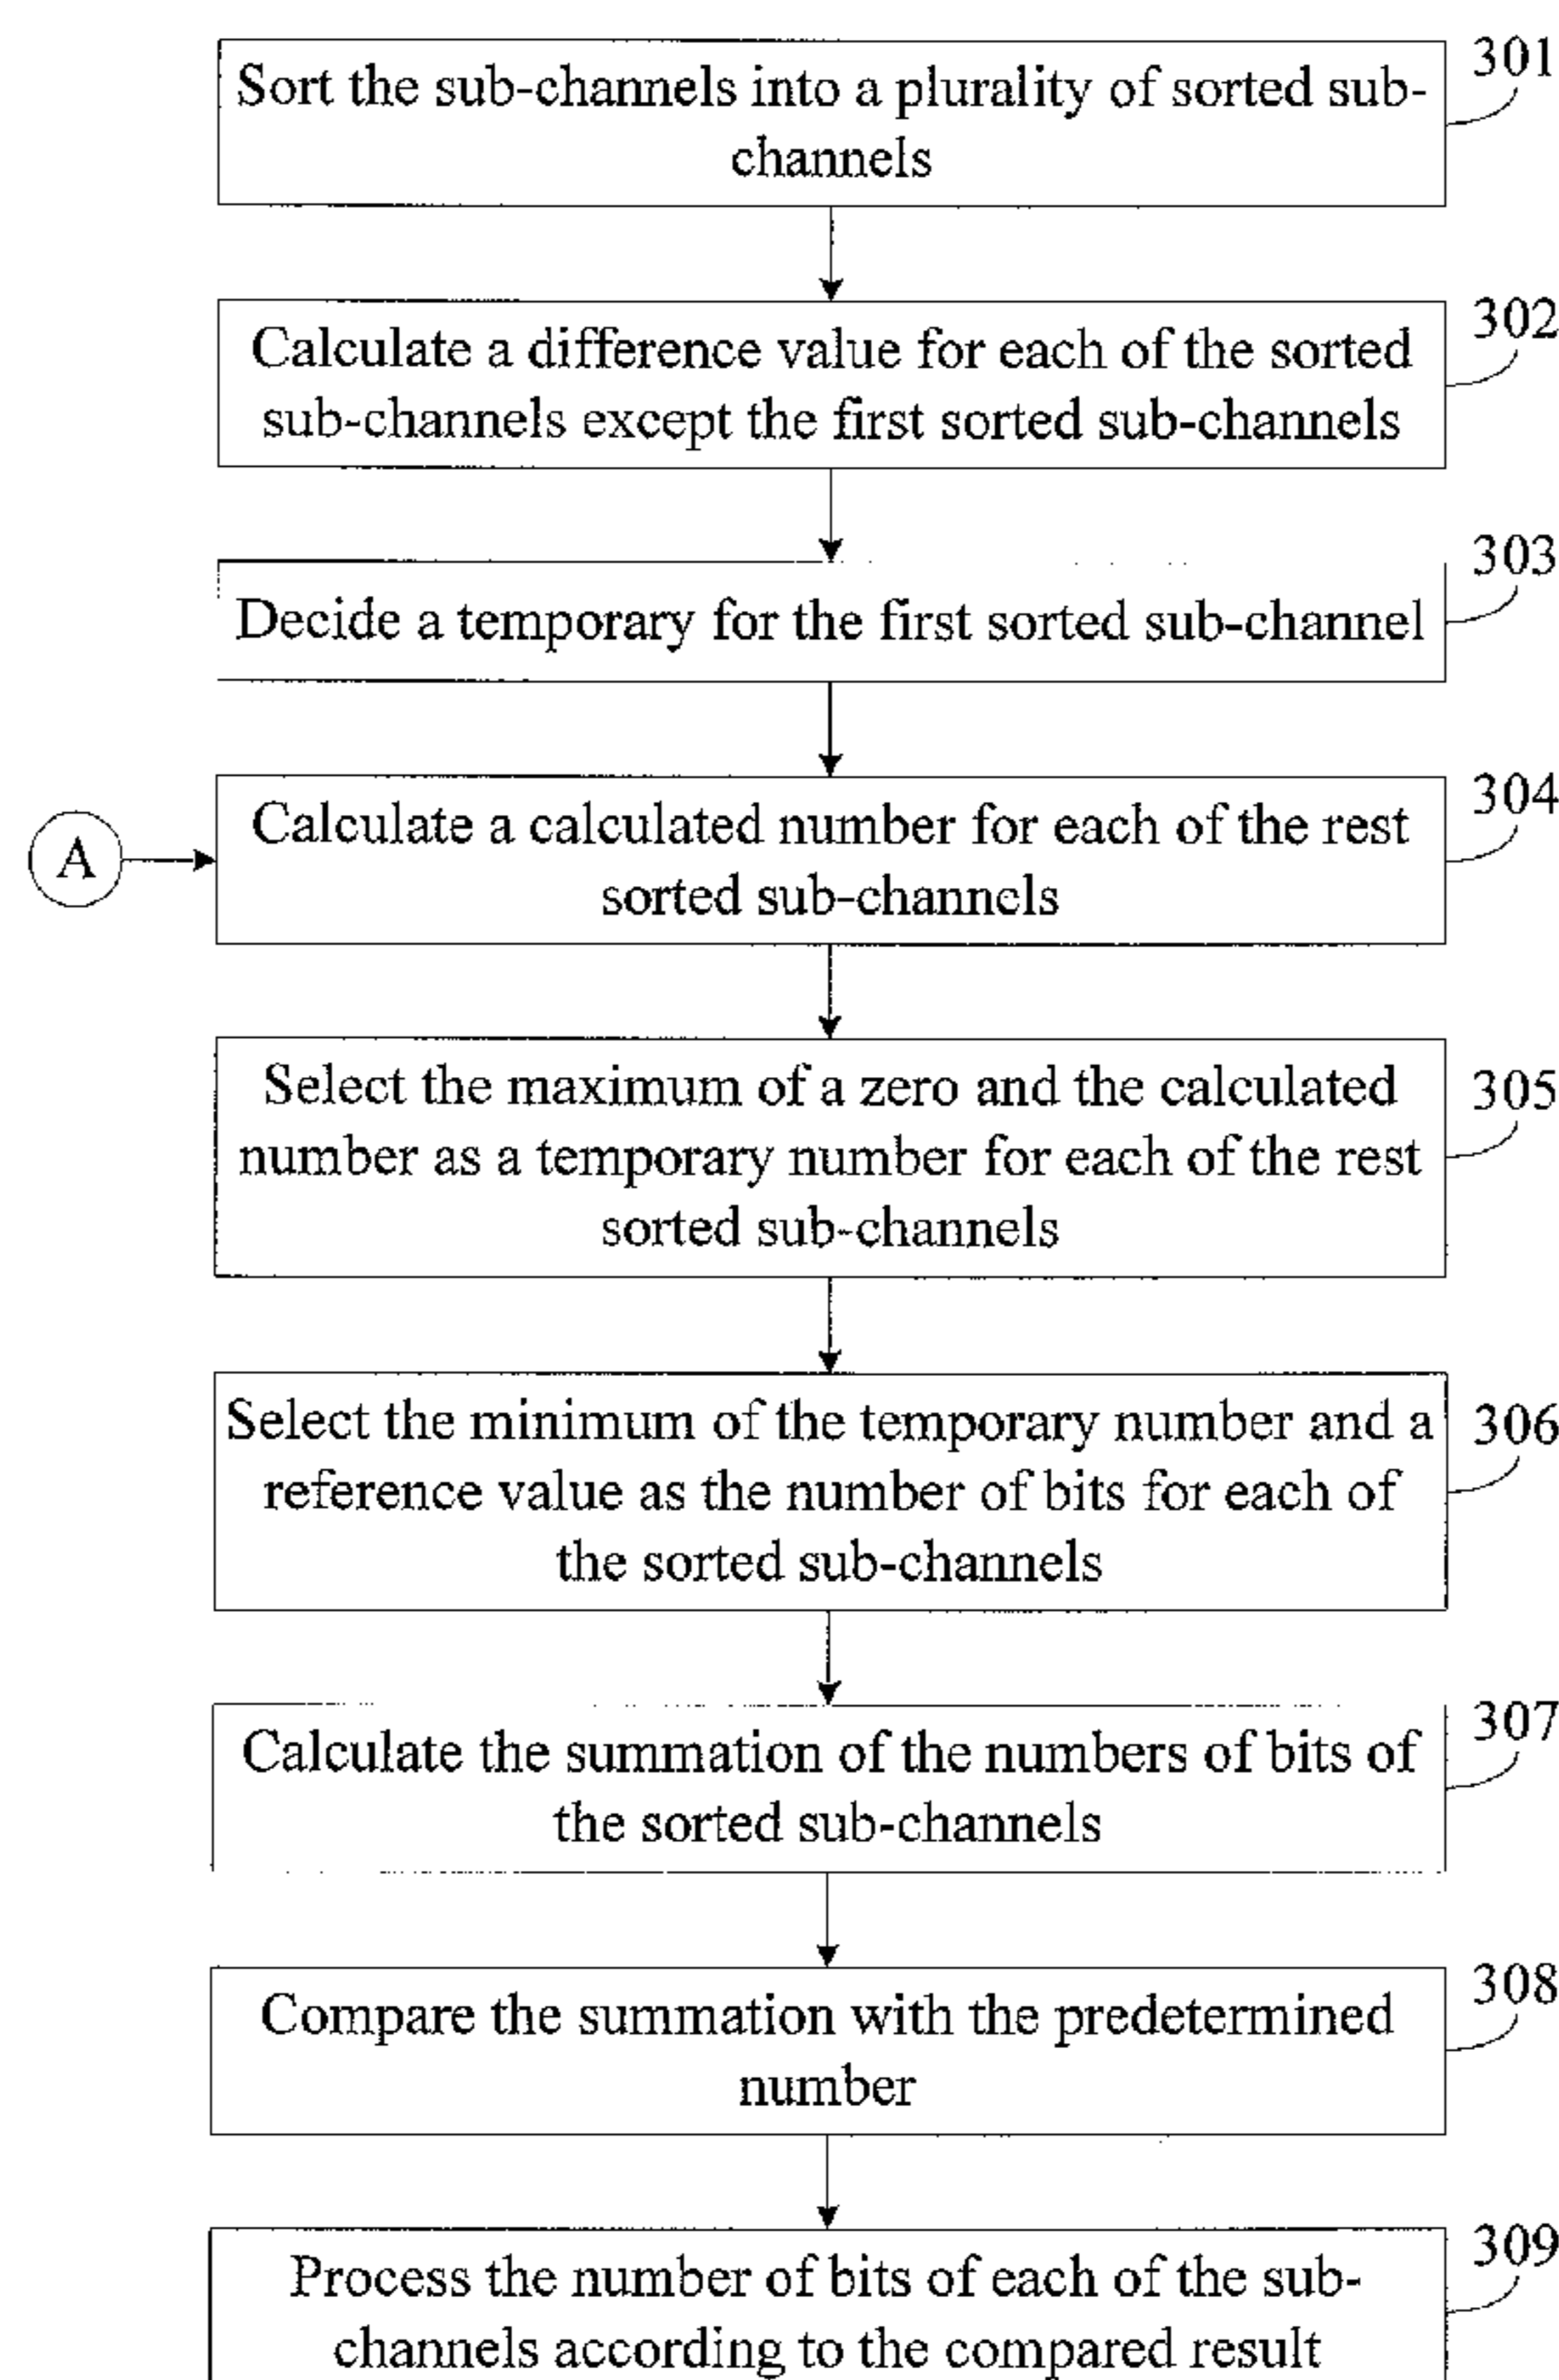 301
Sort the sub-channels into a plurality of sorted sub-
channels
302
Calculate a difference value for each of the sorted
sub-channels except the first sorted sub-channels
303
Decide a temporary for the first sorted sub-channel
304
A
Calculate a calculated number for each of the rest
sorted sub-channels
305
Select the maximum of a zero and the calculated
number as a temporary number for each of the rest
sorted sub-channels
306
Select the minimum of the temporary number and a
reference value as the number of bits for each of
the sorted sub-channels
307
Calculate the summation of the numbers of bits of
the sorted sub-channels
308
Compare the summation with the predetermined
number
309
Process the number of bits of each of the sub-
channels according to the compared result